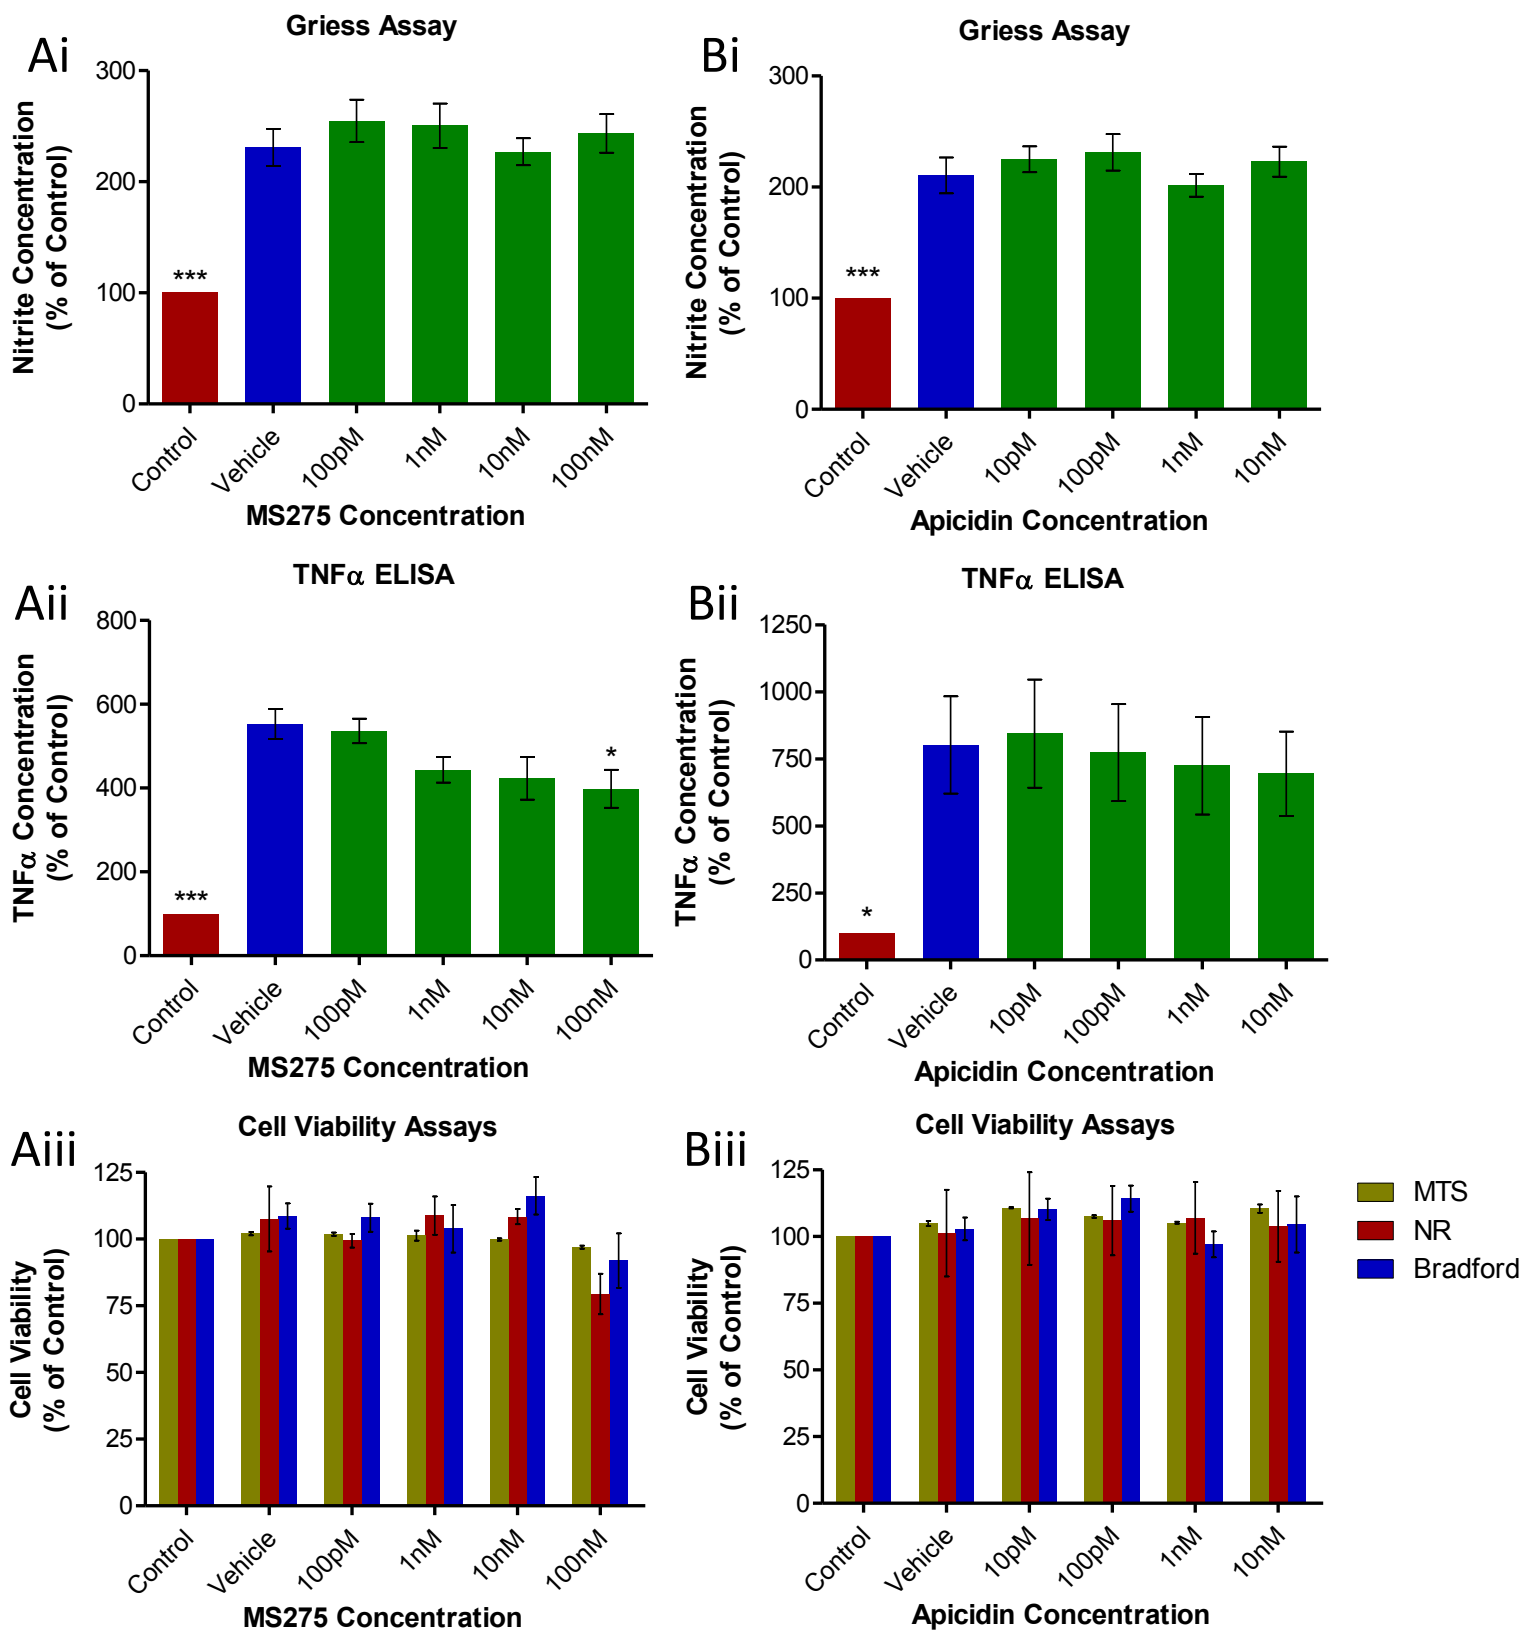 Ai
Griess Assay
Nitrite Concentration
(% of Control)
300
200
100
0
***
Control
Vehicle
100pM
1nM
10nM
100nM
MS275 Concentration
Bi
Griess Assay
Nitrite Concentration
(% of Control)
300
200
100
0
***
Control
Vehicle
10pM
100pM
1nM
10nM
Apicidin Concentration
Aii
TNFα ELISA
TNFα Concentration
(% of Control)
800
600
400
200
0
***
*
Control
Vehicle
100pM
1nM
10nM
100nM
MS275 Concentration
Bii
TNFα ELISA
TNFα Concentration
(% of Control)
1250
1000
750
500
250
0
*
Control
Vehicle
10pM
100pM
1nM
10nM
Apicidin Concentration
Aiii
Cell Viability Assays
Cell Viability
(% of Control)
125
100
75
50
25
0
Control
Vehicle
100pM
1nM
10nM
100nM
MS275 Concentration
Biii
Cell Viability Assays
Cell Viability
(% of Control)
125
100
75
50
25
0
Control
Vehicle
10pM
100pM
1nM
10nM
Apicidin Concentration
MTS
NR
Bradford